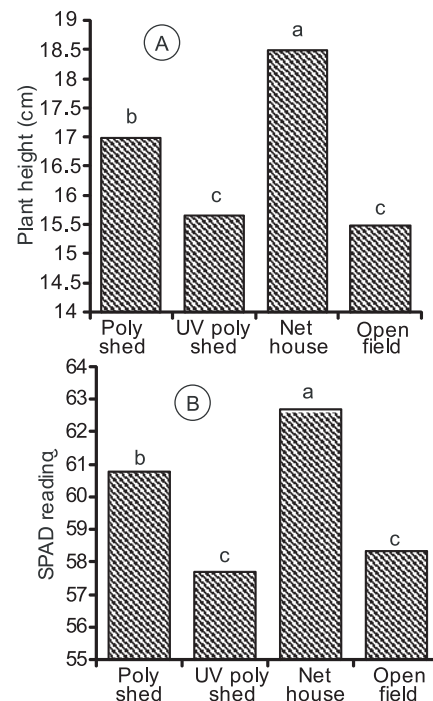 A
Plant height (cm)
19
18.5
18
17.5
17
16.5
16
15.5
15
14.5
14
b
c
a
c
Poly shed
UV poly shed
Net house
Open field
B
SPAD reading
64
63
62
61
60
59
58
57
56
55
b
c
a
c
Poly shed
UV poly shed
Net house
Open field